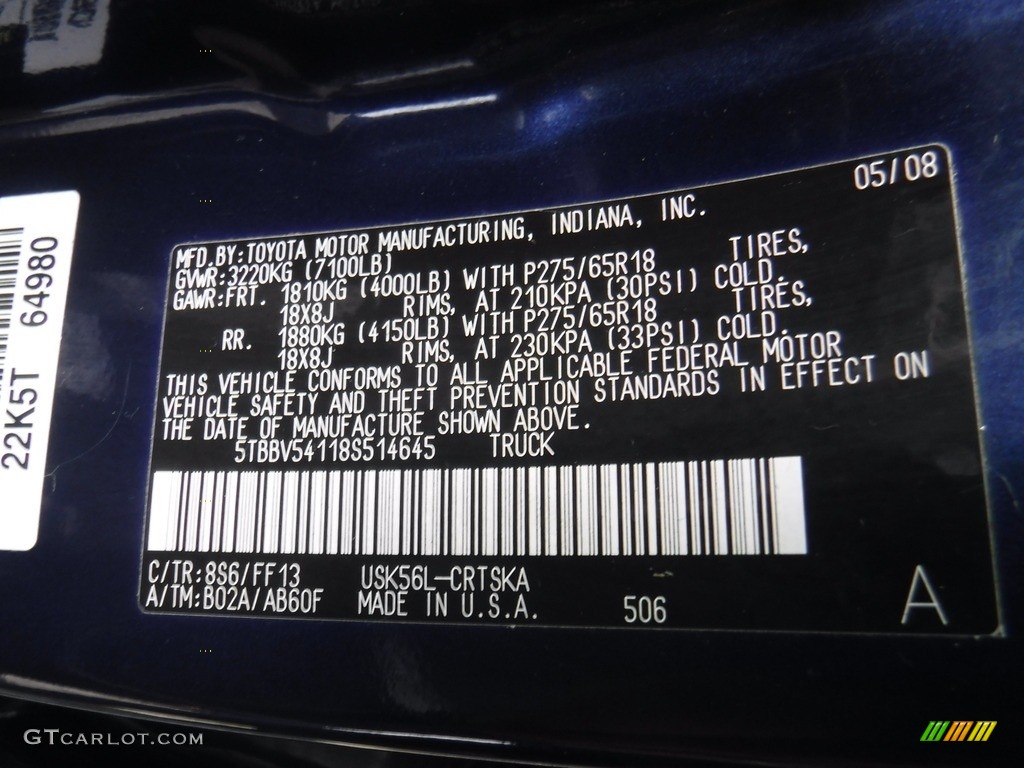 05/08
MFD.BY:TOYOTA MOTOR MANUFACTURING, INDIANA, INC.
GVWR:3220KG (7100LB)
GAWR:FRT. 1810KG (4000LB) WITH P275/65R18 TIRES,
18X8J RIMS, AT 210KPA (30PSI) COLD.
RR. 1880KG (4150LB) WITH P275/65R18 TIRES,
18X8J RIMS, AT 230KPA (33PSI) COLD.
THIS VEHICLE CONFORMS TO ALL APPLICABLE FEDERAL MOTOR
VEHICLE SAFETY AND THEFT PREVENTION STANDARDS IN EFFECT ON
THE DATE OF MANUFACTURE SHOWN ABOVE.
5TBBV54118S514645 TRUCK
C/TR:8S6/FF13 USK56L-CRTSKA
A/TM:B02A/AB60F MADE IN U.S.A. 506 A
22K5T 64980
GTCARLOT.COM